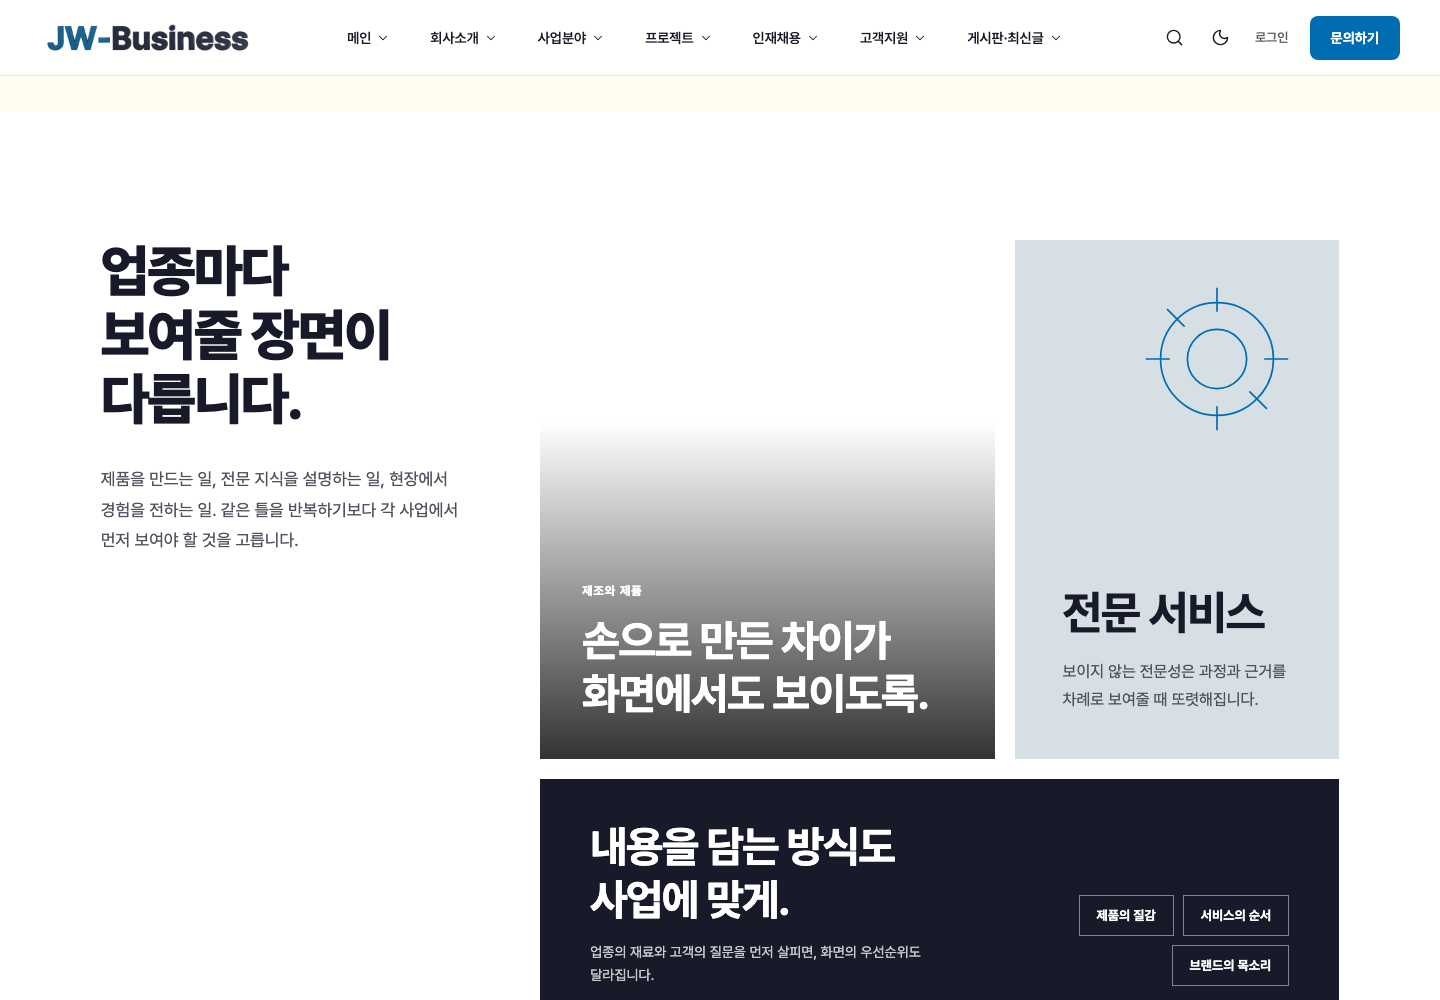 JW-Business
메인
회사소개
사업분야
프로젝트
인재채용
고객지원
게시판·최신글
로그인
문의하기
업종마다
보여줄 장면이
다릅니다.
제품을 만드는 일, 전문 지식을 설명하는 일, 현장에서
경험을 전하는 일. 같은 틀을 반복하기보다 각 사업에서
먼저 보여야 할 것을 고릅니다.
제조와 제품
손으로 만든 차이가
화면에서도 보이도록.
전문 서비스
보이지 않는 전문성은 과정과 근거를
차례로 보여줄 때 또렷해집니다.
내용을 담는 방식도
사업에 맞게.
업종의 재료와 고객의 질문을 먼저 살피면, 화면의 우선순위도
달라집니다.
제품의 질감
서비스의 순서
브랜드의 목소리